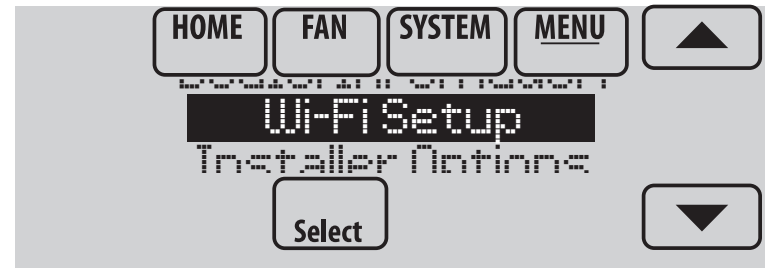 HOME FAN SYSTEM MENU
Wi-Fi Setup
Installer Options
Select